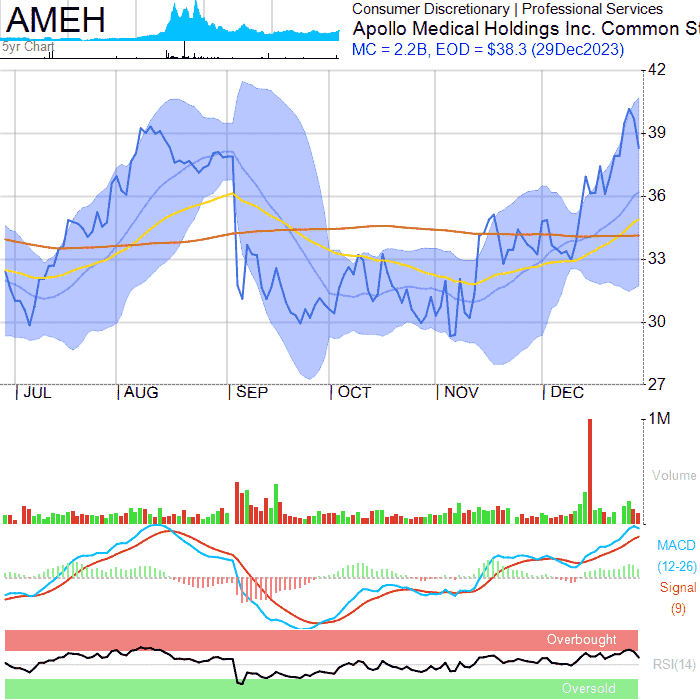 AMEH
5yr Chart
Consumer Discretionary | Professional Services
Apollo Medical Holdings Inc. Common St
MC = 2.2B, EOD = $38.3 (29Dec2023)
42
39
36
33
30
27
JUL AUG SEP OCT NOV DEC
1M
Volume
MACD
(12-26)
Signal
(9)
Overbought
RSI(14)
Oversold